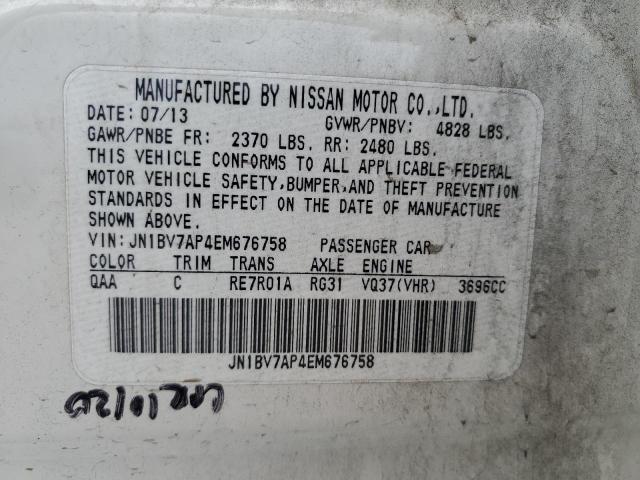 MANUFACTURED BY NISSAN MOTOR CO.,LTD.
DATE: 07/13 GVWR/PNBV: 4828 LBS.
GAWR/PNBE FR: 2370 LBS. RR: 2480 LBS.
THIS VEHICLE CONFORMS TO ALL APPLICABLE FEDERAL
MOTOR VEHICLE SAFETY,BUMPER,AND THEFT PREVENTION
STANDARDS IN EFFECT ON THE DATE OF MANUFACTURE
SHOWN ABOVE.
VIN:JN1BV7AP4EM676758 PASSENGER CAR
COLOR TRIM TRANS AXLE ENGINE
QAA C RE7R01A RG31 VQ37(VHR) 3696CC
JN1BV7AP4EM676758